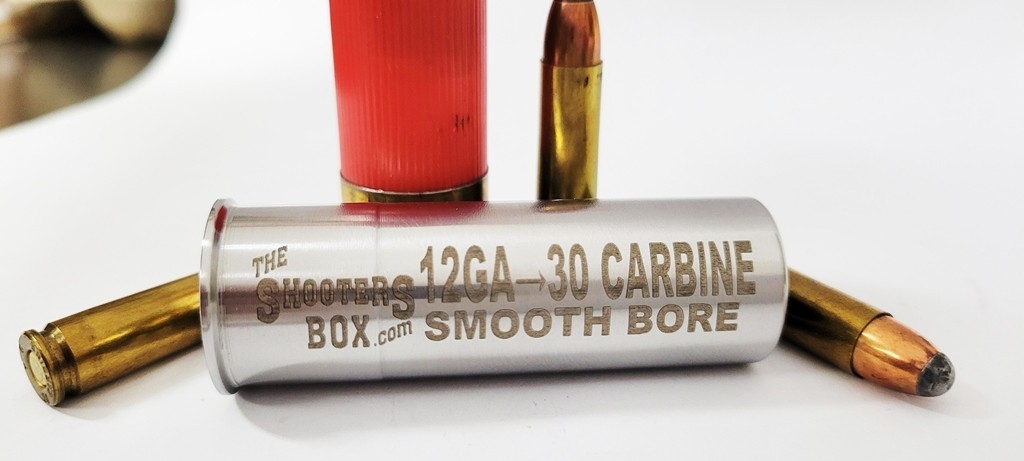 THE
SHOOTERS
BOX.com
12GA→30 CARBINE
SMOOTH BORE